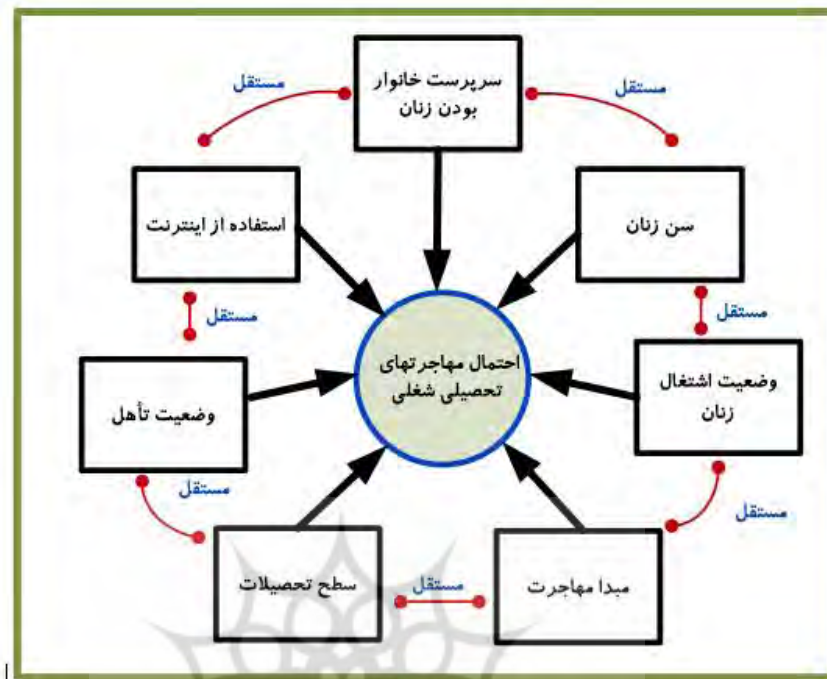 سرپرست خانوار
بودن زنان
مستقل
مستقل
استفاده از اینترنت
سن زنان
مستقل
مستقل
احتمال مهاجرتهای
تحصیلی شغلی
وضعیت تأهل
وضعیت اشتغال
زنان
مستقل
مستقل
سطح تحصیلات
مستقل
مبدا مهاجرت